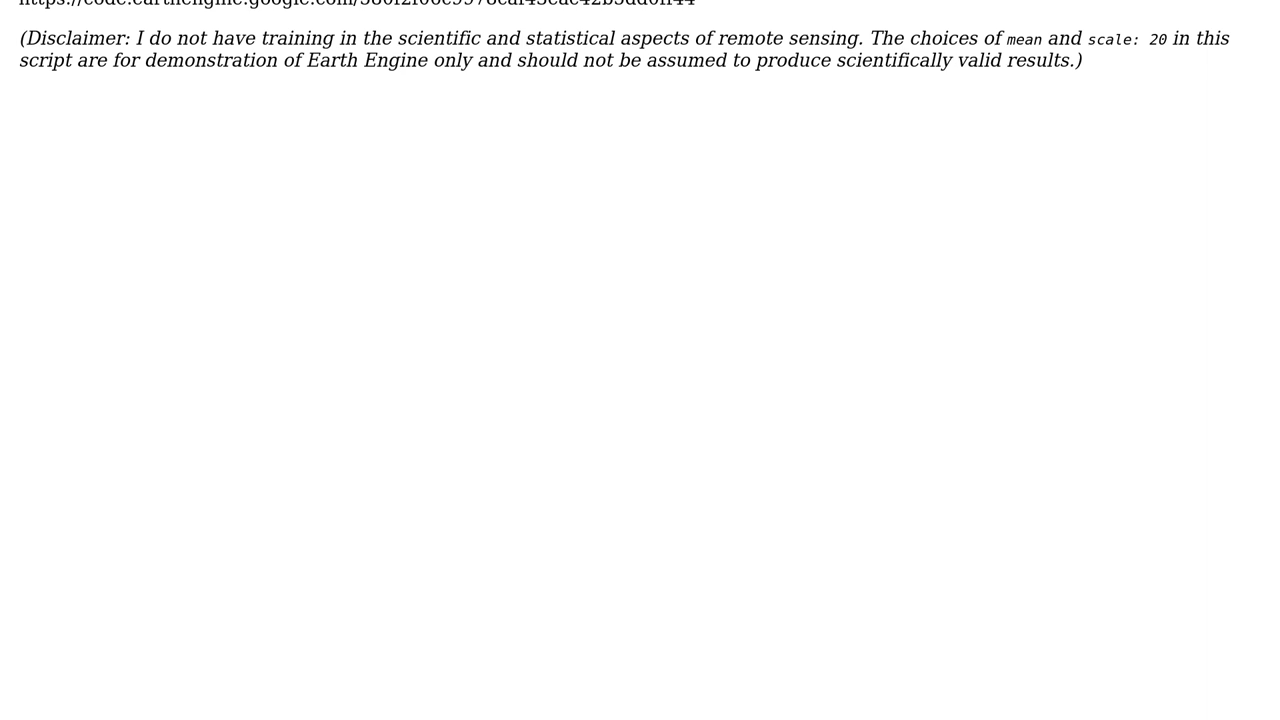 (Disclaimer: I do not have training in the scientific and statistical aspects of remote sensing. The choices of mean and scale: 20 in this
script are for demonstration of Earth Engine only and should not be assumed to produce scientifically valid results.)